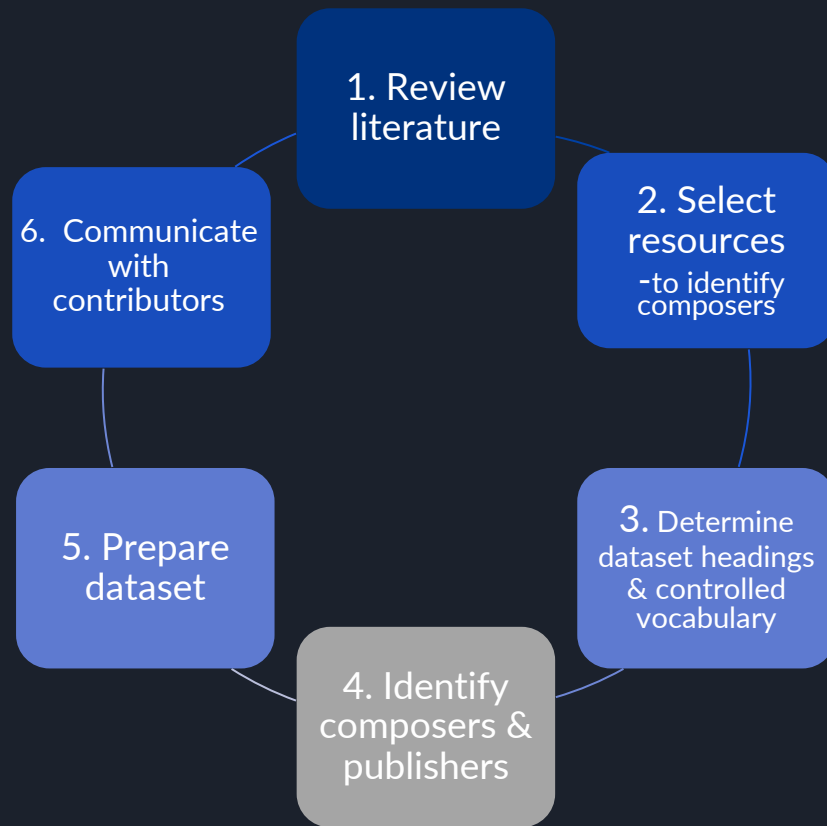 1. Review
literature
2. Select
resources
-to identify
composers
3. Determine
dataset headings
& controlled
vocabulary
4. Identify
composers &
publishers
5. Prepare
dataset
6. Communicate
with
contributors